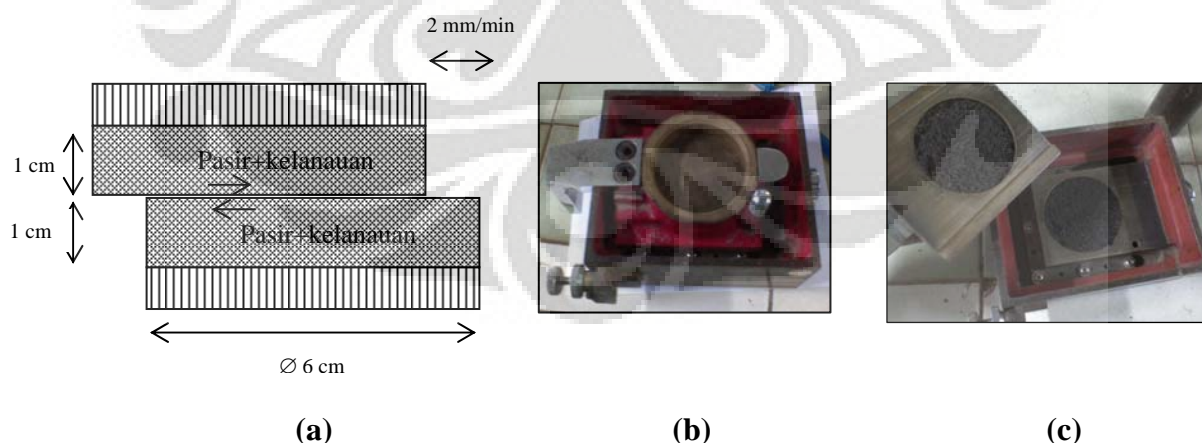 2 mm/min
1 cm
Pasir+kelanauan
1 cm
Pasir+kelanauan
∅ 6 cm
(a) (b) (c)